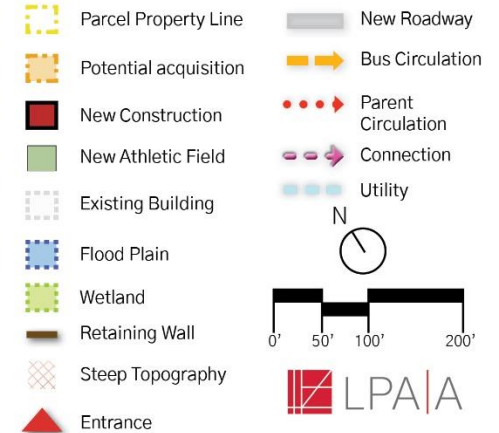 Parcel Property Line
Potential acquisition
New Construction
New Athletic Field
Existing Building
Flood Plain
Wetland
Retaining Wall
Steep Topography
Entrance
New Roadway
Bus Circulation
Parent
Circulation
Connection
Utility
N
0' 50' 100' 200'
LPA|A